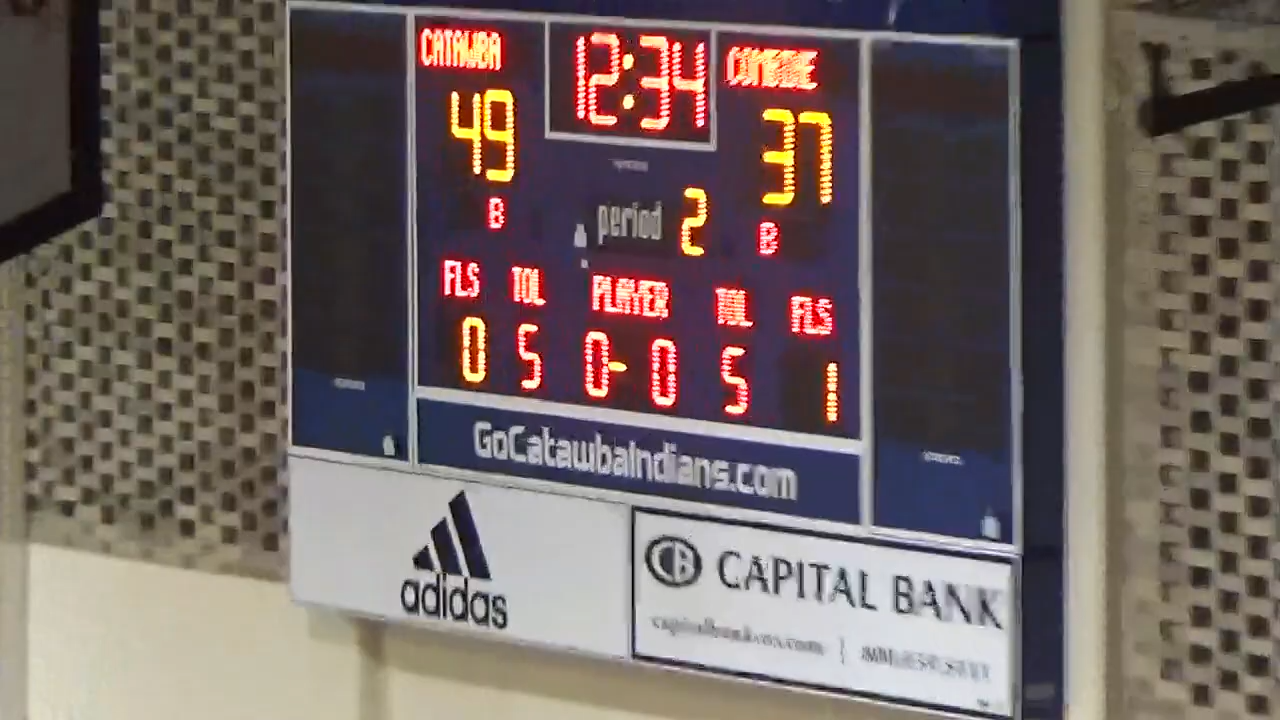 CATAWBA 12:34
49 37
B period 2 B
FLS TOL PLAYER TOL FLS
0 5 0-0 5 1
GoCatawbaIndians.com
adidas
CB CAPITAL BANK